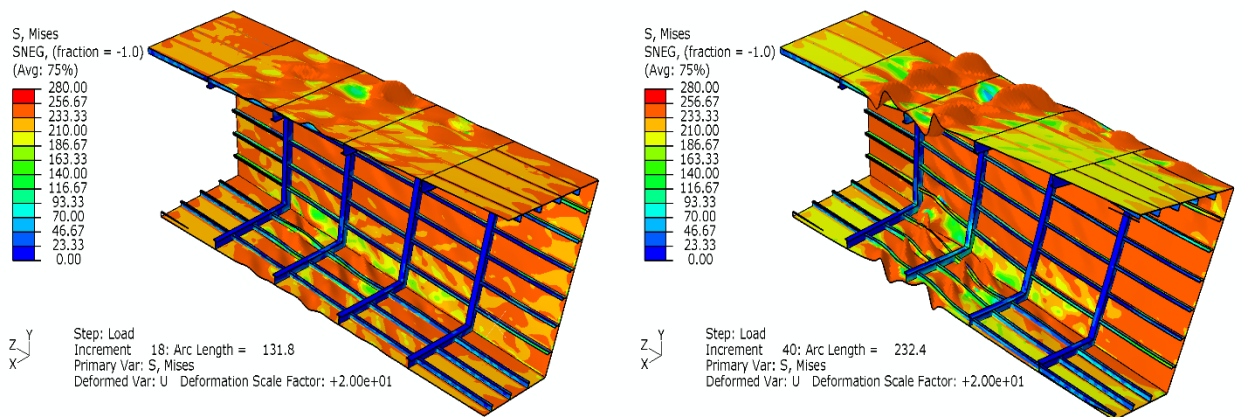 S, Mises
SNEG, (fraction = -1.0)
(Avg: 75%)
280.00
256.67
233.33
210.00
186.67
163.33
140.00
116.67
93.33
70.00
46.67
23.33
0.00
Y
Z
X
Step: Load
Increment 18: Arc Length = 131.8
Primary Var: S, Mises
Deformed Var: U Deformation Scale Factor: +2.00e+01
S, Mises
SNEG, (fraction = -1.0)
(Avg: 75%)
280.00
256.67
233.33
210.00
186.67
163.33
140.00
116.67
93.33
70.00
46.67
23.33
0.00
Y
Z
X
Step: Load
Increment 40: Arc Length = 232.4
Primary Var: S, Mises
Deformed Var: U Deformation Scale Factor: +2.00e+01